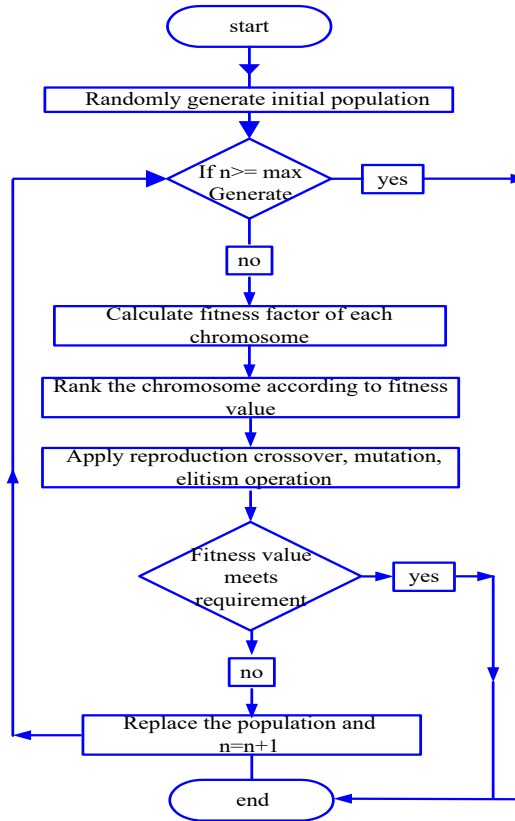 start
Randomly generate initial population
If n>= max
Generate
yes
no
Calculate fitness factor of each
chromosome
Rank the chromosome according to fitness
value
Apply reproduction crossover, mutation,
elitism operation
Fitness value
meets
requirement
yes
no
Replace the population and
n=n+1
end